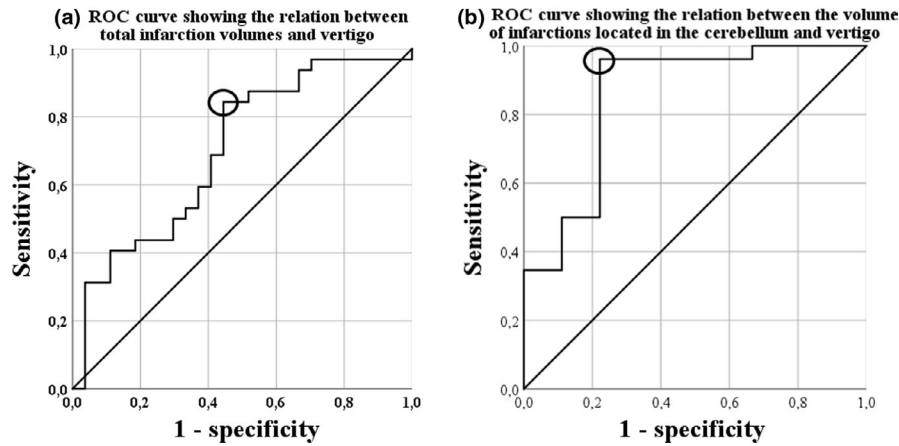 (a) ROC curve showing the relation between
total infarction volumes and vertigo
1,0
0,8
0,6
0,4
0,2
0,0
0,0 0,2 0,4 0,6 0,8 1,0
Sensitivity
1 - specificity
(b) ROC curve showing the relation between the volume
of infarctions located in the cerebellum and vertigo
1,0
0,8
0,6
0,4
0,2
0,0
0,0 0,2 0,4 0,6 0,8 1,0
Sensitivity
1 - specificity